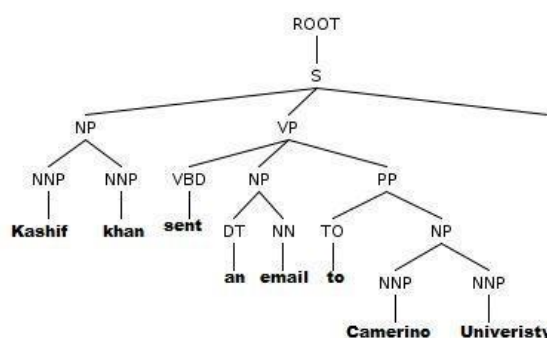 ROOT
S
NP VP
NNP NNP VBD NP PP
Kashif khan sent DT NN TO NP
an email to NNP NNP
Camerino Univeristy